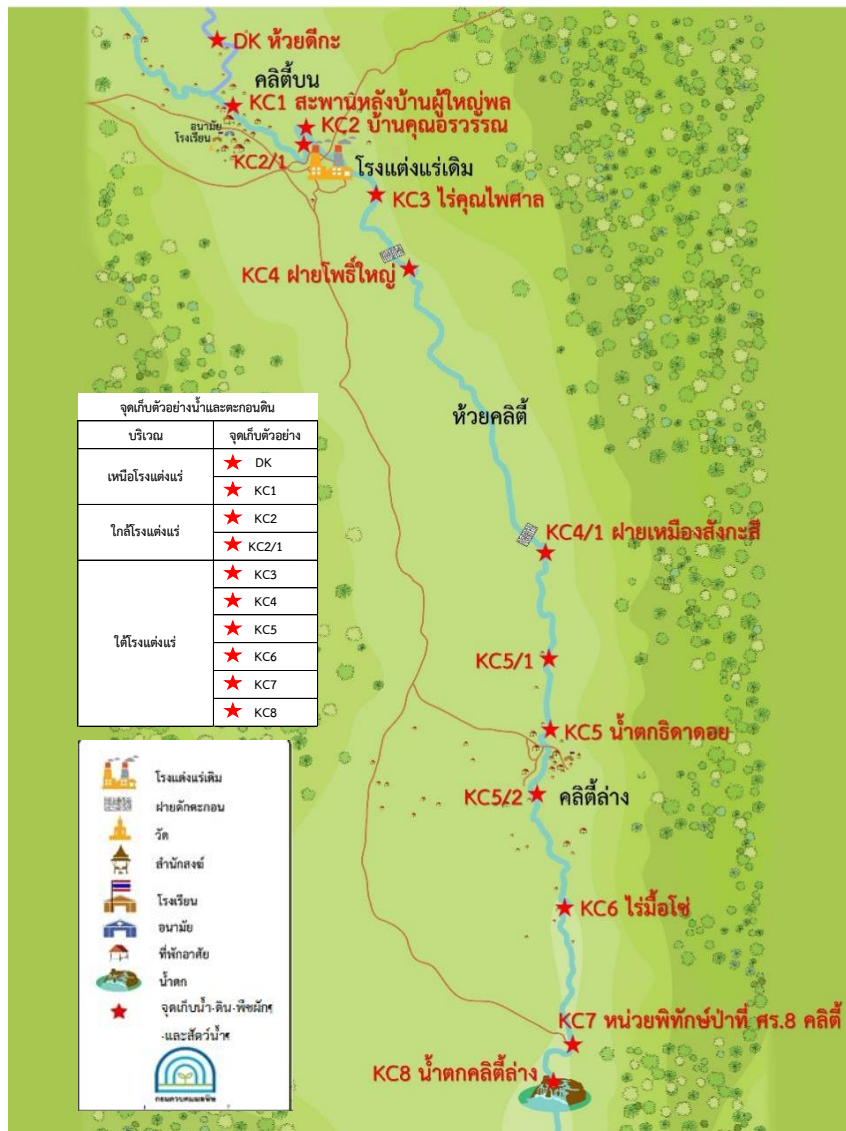 DK ห้วยดีกะ
คลิตี้บน
KC1 สะพานหลังบ้านผู้ใหญ่พล
อนามัย
โรงเรียน
KC2 บ้านคุณอรวรรณ
KC2/1
โรงแต่งแร่เดิม
KC3 ไร่คุณไพศาล
KC4 ฝายโพธิ์ใหญ่
ห้วยคลิตี้
จุดเก็บตัวอย่างน้ำและตะกอนดิน
บริเวณ จุดเก็บตัวอย่าง
เหนือโรงแต่งแร่
DK
KC1
ใกล้โรงแต่งแร่
KC2
KC2/1
ใต้โรงแต่งแร่
KC3
KC4
KC5
KC6
KC7
KC8
KC4/1 ฝายเหมืองสังกะสี
KC5/1
KC5 น้ำตกธิดาดอย
KC5/2
คลิตี้ล่าง
KC6 ไร่มื้อโซ่
KC7 หน่วยพิทักษ์ป่าที่ ศร.8 คลิตี้
KC8 น้ำตกคลิตี้ล่าง
โรงแต่งแร่เดิม
ฝายดักตะกอน
วัด
สำนักสงฆ์
โรงเรียน
อนามัย
ที่พักอาศัย
น้ำตก
จุดเก็บน้ำ-ดิน-พืชผัก¶
-และสัตว์น้ำ¶
กรมควบคุมมลพิษ